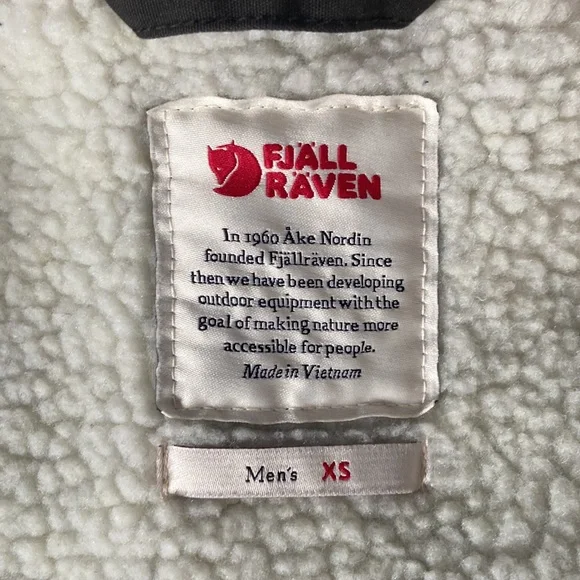 FJÄLL
RÄVEN
In 1960 Åke Nordin
founded Fjällräven. Since
then we have been developing
outdoor equipment with the
goal of making nature more
accessible for people.
Made in Vietnam
Men's XS